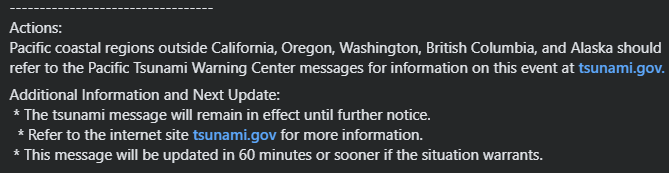 ----------------------------------
Actions:
Pacific coastal regions outside California, Oregon, Washington, British Columbia, and Alaska should
refer to the Pacific Tsunami Warning Center messages for information on this event at tsunami.gov.
Additional Information and Next Update:
* The tsunami message will remain in effect until further notice.
* Refer to the internet site tsunami.gov for more information.
* This message will be updated in 60 minutes or sooner if the situation warrants.